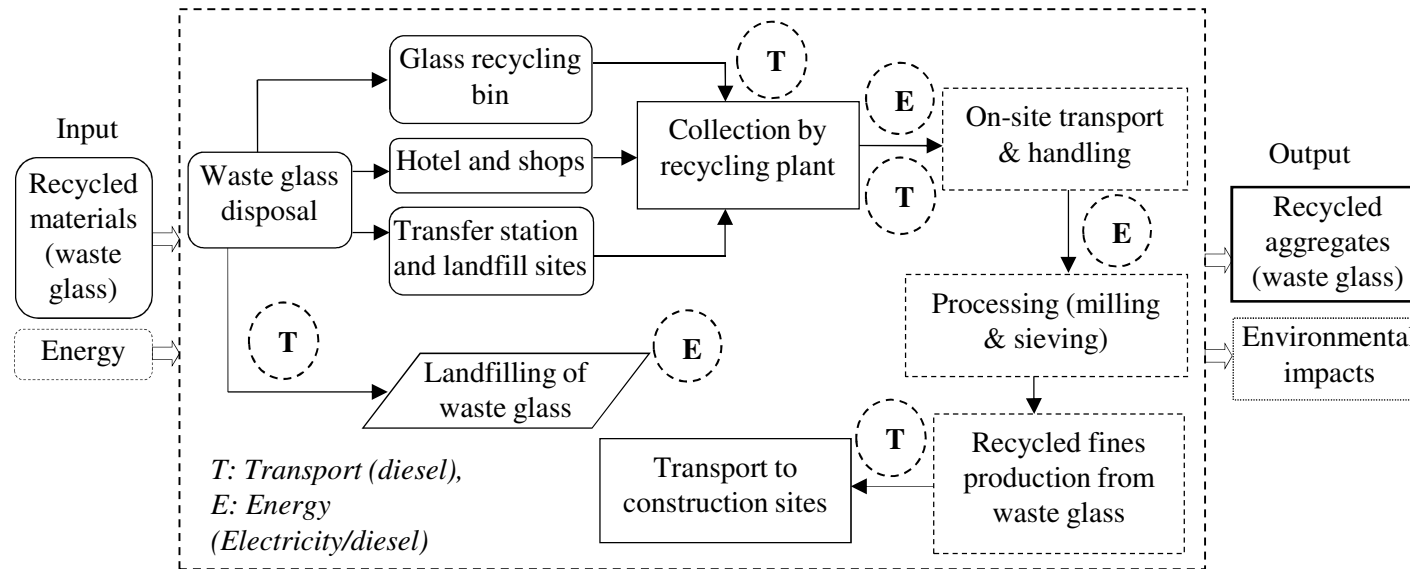 Input
Recycled
materials
(waste
glass)
Energy
Waste glass
disposal
Glass recycling
bin
Hotel and shops
Transfer station
and landfill sites
T
Landfilling of
waste glass
E
T
Collection by
recycling plant
E
T
On-site transport
& handling
E
Processing (milling
& sieving)
Recycled fines
production from
waste glass
T
Transport to
construction sites
T: Transport (diesel),
E: Energy
(Electricity/diesel)
Output
Recycled
aggregates
(waste glass)
Environmental
impacts